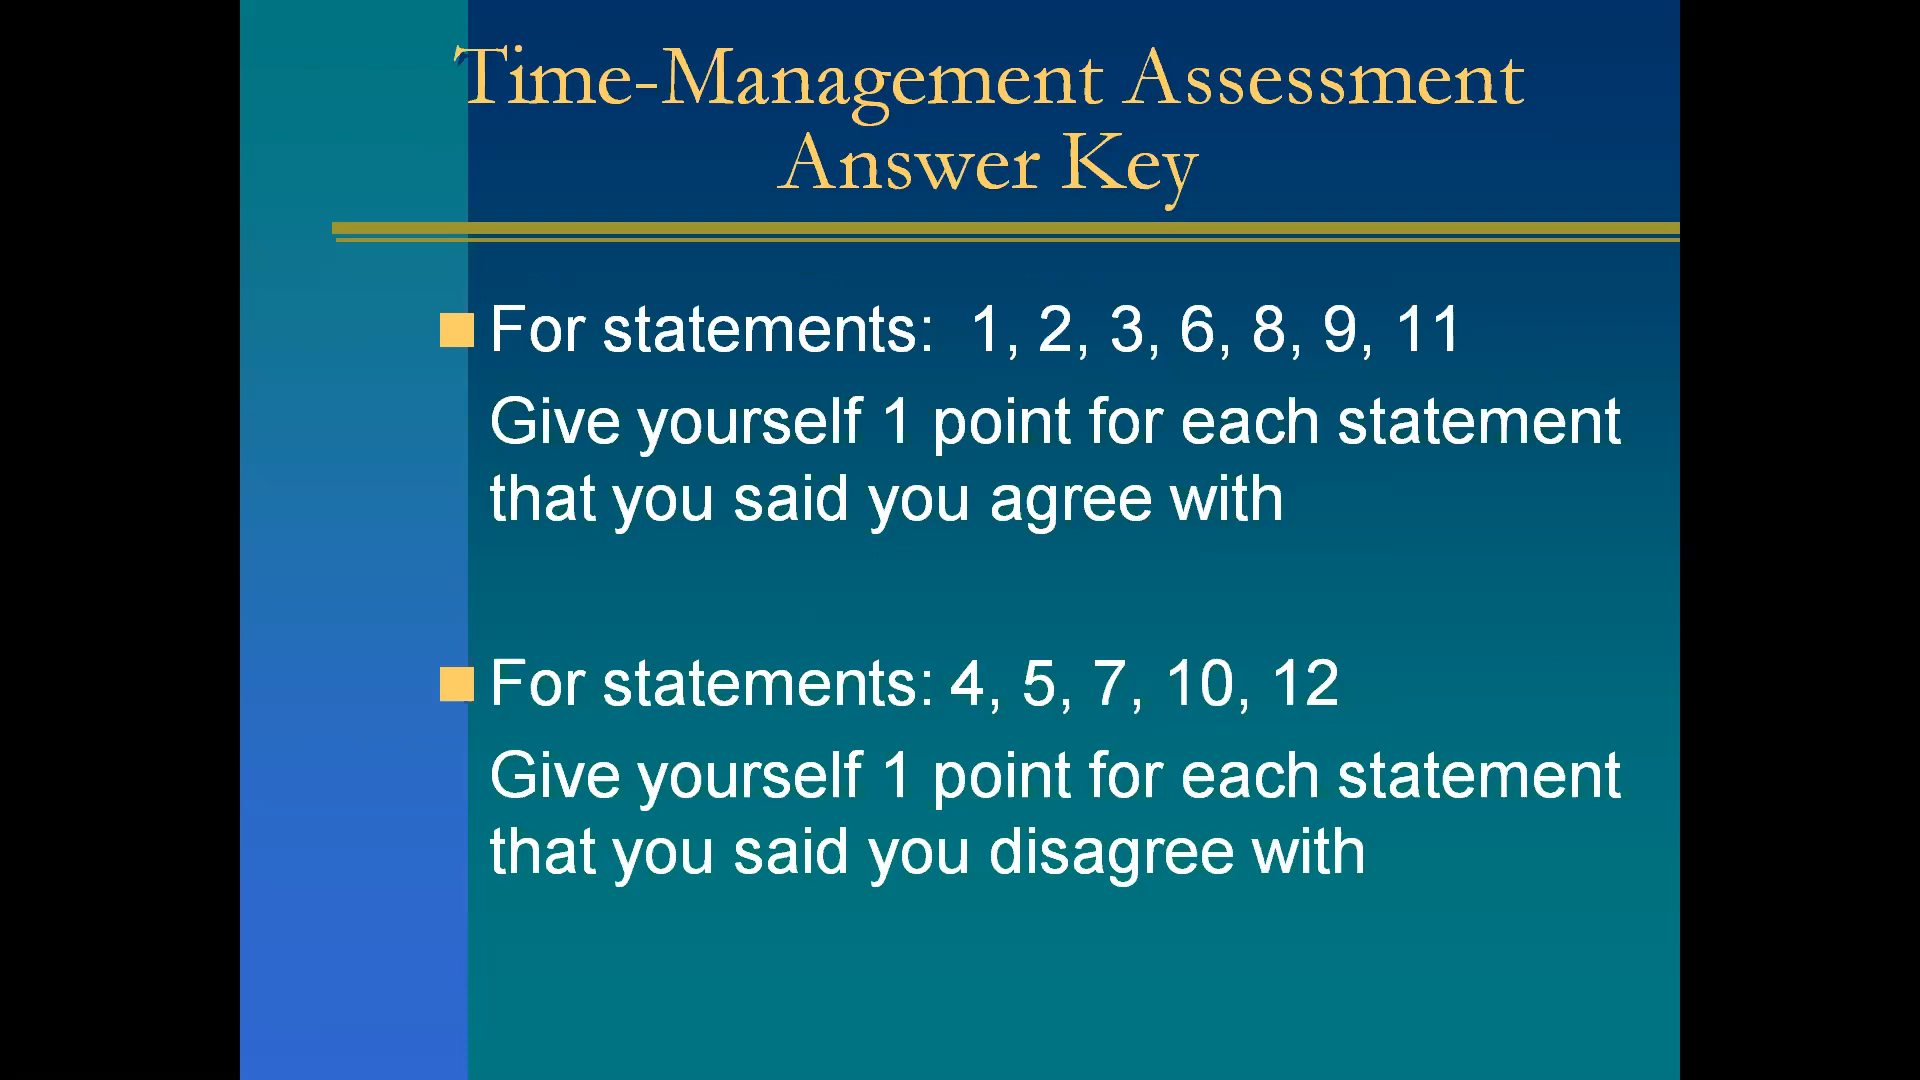 Time-Management Assessment
Answer Key
For statements:  1, 2, 3, 6, 8, 9, 11
Give yourself 1 point for each statement
that you said you agree with
For statements: 4, 5, 7, 10, 12
Give yourself 1 point for each statement
that you said you disagree with